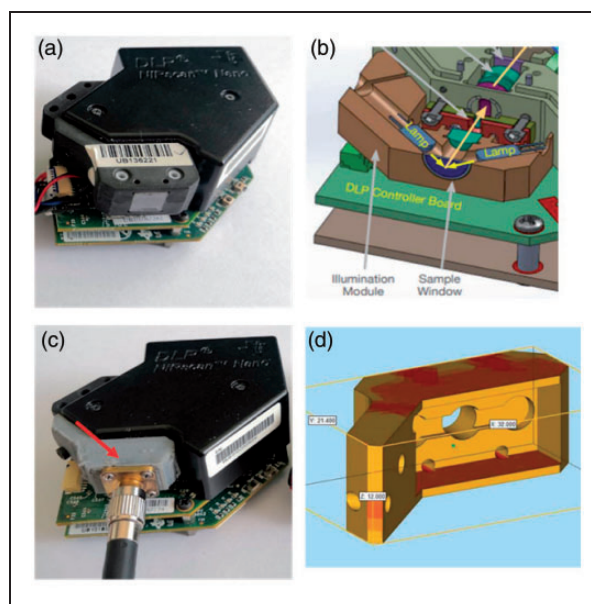 (a)
DLP®
NIRscan™ Nano
UB136221
(b)
Lamp
Lamp
DLP Controller Board
Illumination
Module
Sample
Window
(c)
DLP®
NIRscan™ Nano
(d)
Y: 21.400
X: 32.000
Z: 12.000